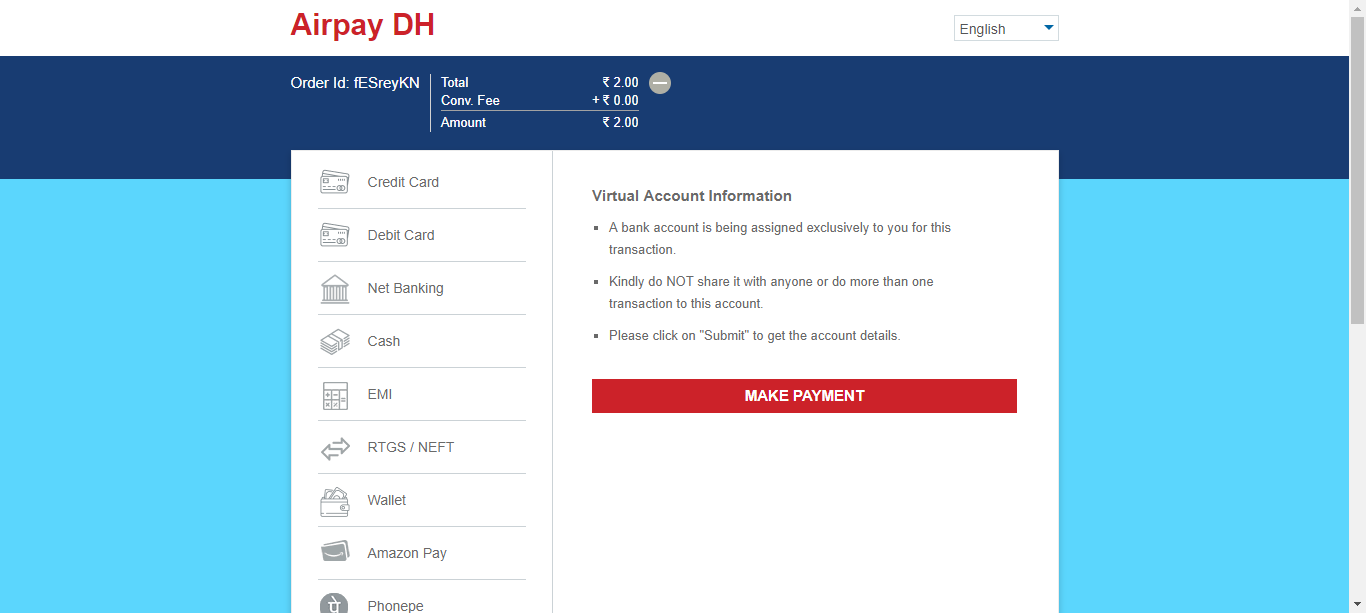 Airpay DH
English
Order Id: fESreyKN
Total ₹ 2.00
Conv. Fee +₹ 0.00
Amount ₹ 2.00
Credit Card
Debit Card
Net Banking
Cash
EMI
RTGS / NEFT
Wallet
Amazon Pay
पे
Phonepe
Virtual Account Information
A bank account is being assigned exclusively to you for this
transaction.
Kindly do NOT share it with anyone or do more than one
transaction to this account.
Please click on "Submit" to get the account details.
MAKE PAYMENT